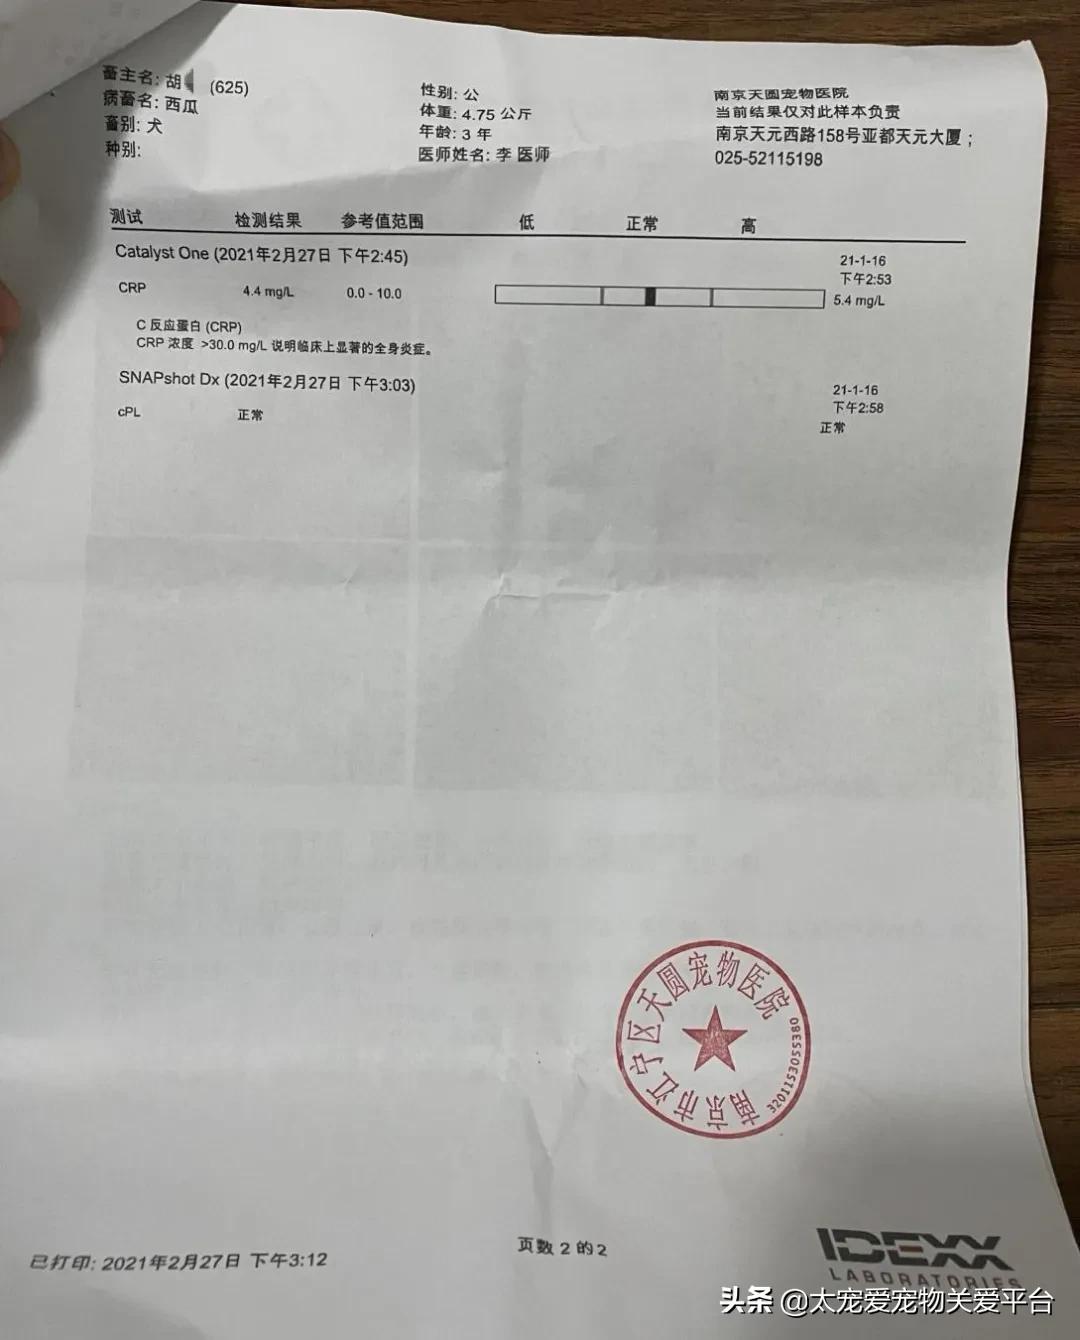 畜主名: 胡 (625)
病畜名: 西瓜
畜别: 犬
种别:
性别: 公
体重: 4.75 公斤
年龄: 3 年
医师姓名: 李 医师
南京天圆宠物医院
当前结果仅对此样本负责
南京天元西路158号亚都天元大厦；
025-52115198
测试 检测结果 参考值范围 低 正常 高
Catalyst One (2021年2月27日 下午2:45) 21-1-16
下午2:53
CRP 4.4 mg/L 0.0 - 10.0 5.4 mg/L
C 反应蛋白 (CRP)
CRP 浓度 >30.0 mg/L 说明临床上显著的全身炎症。
SNAPshot Dx (2021年2月27日 下午3:03) 21-1-16
下午2:58
cPL 正常 正常
南京市江宁区天圆宠物医院
3201153055380
已打印: 2021年2月27日 下午3:12
页数 2 的 2
IDEXX
LABORATORIES
头条 @太宠爱宠物关爱平台